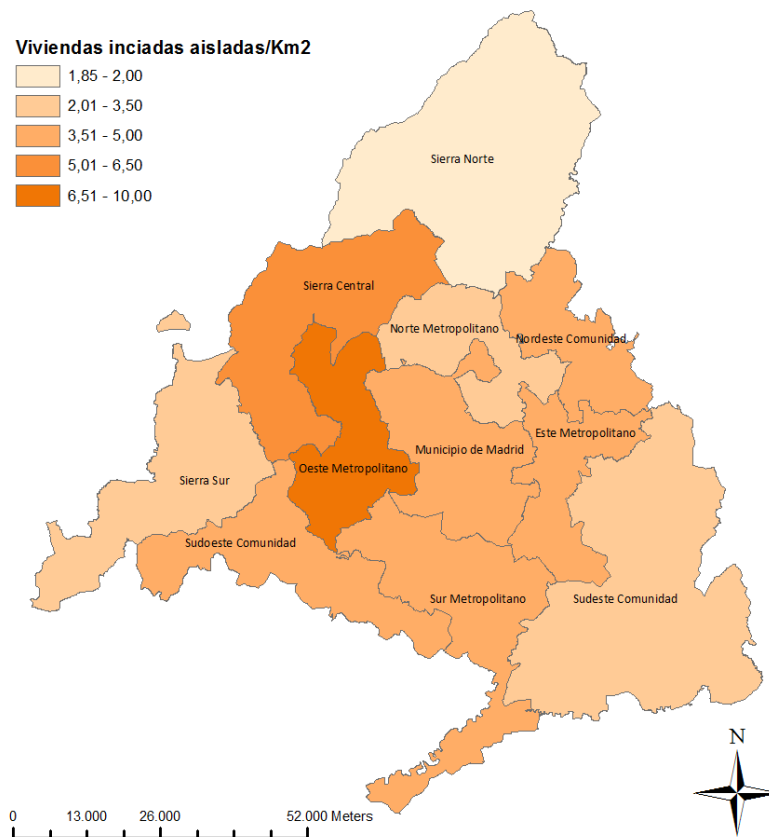 Viviendas inciadas aisladas/Km2
1,85 - 2,00
2,01 - 3,50
3,51 - 5,00
5,01 - 6,50
6,51 - 10,00
Sierra Norte
Sierra Central
Norte Metropolitano
Nordeste Comunidad
Este Metropolitano
Municipio de Madrid
Oeste Metropolitano
Sierra Sur
Sudoeste Comunidad
Sur Metropolitano
Sudeste Comunidad
N
0 13.000 26.000 52.000 Meters